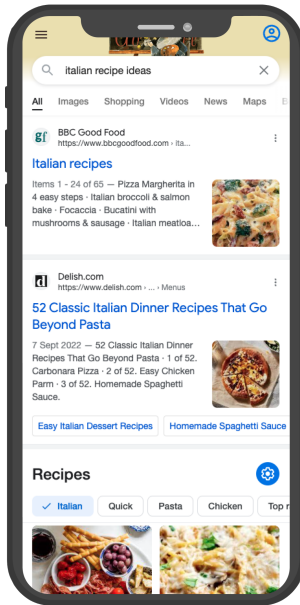 italian recipe ideas
All Images Shopping Videos News Maps
gf BBC Good Food
https://www.bbcgoodfood.com › ita...
Italian recipes
Items 1 - 24 of 65 — Pizza Margherita in
4 easy steps · Italian broccoli & salmon
bake · Focaccia · Bucatini with
mushrooms & sausage · Italian meatloa...
d Delish.com
https://www.delish.com › ... › Menus
52 Classic Italian Dinner Recipes That Go
Beyond Pasta
7 Sept 2022 — 52 Classic Italian Dinner
Recipes That Go Beyond Pasta · 1 of 52.
Carbonara Pizza · 2 of 52. Easy Chicken
Parm · 3 of 52. Homemade Spaghetti
Sauce.
Easy Italian Dessert Recipes Homemade Spaghetti Sauce
Recipes
Italian Quick Pasta Chicken Top r